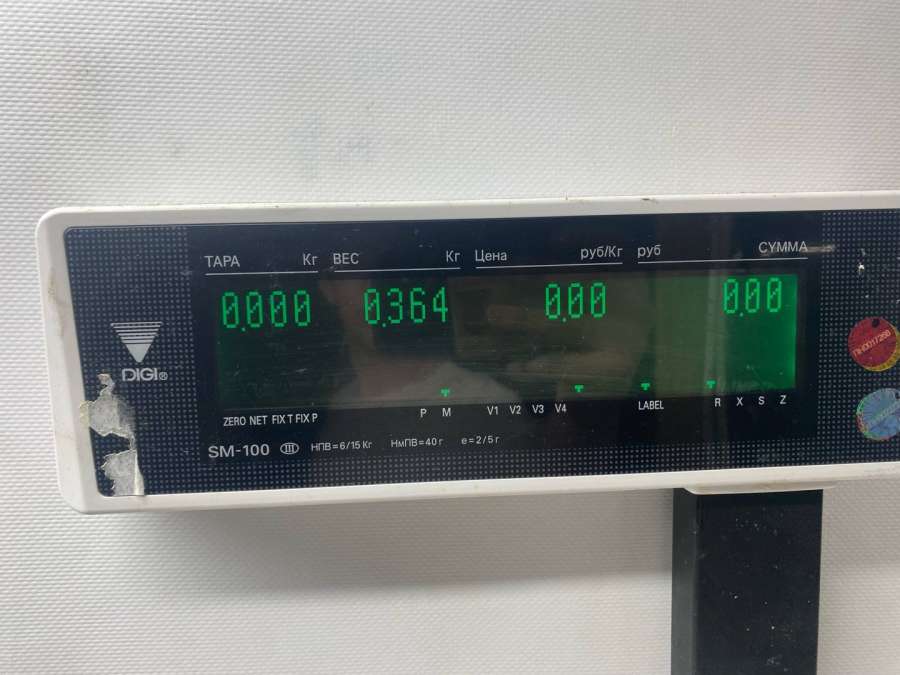 ТАРА Кг ВЕС Кг Цена руб/Кг руб СУММА
0.000 0.364 0.00 0.00
DIGI®
ZERO NET FIX T FIX P P M V1 V2 V3 V4 LABEL R X S Z
SM-100 III НПВ=6/15 Кг НмПВ=40 г e=2/5 г